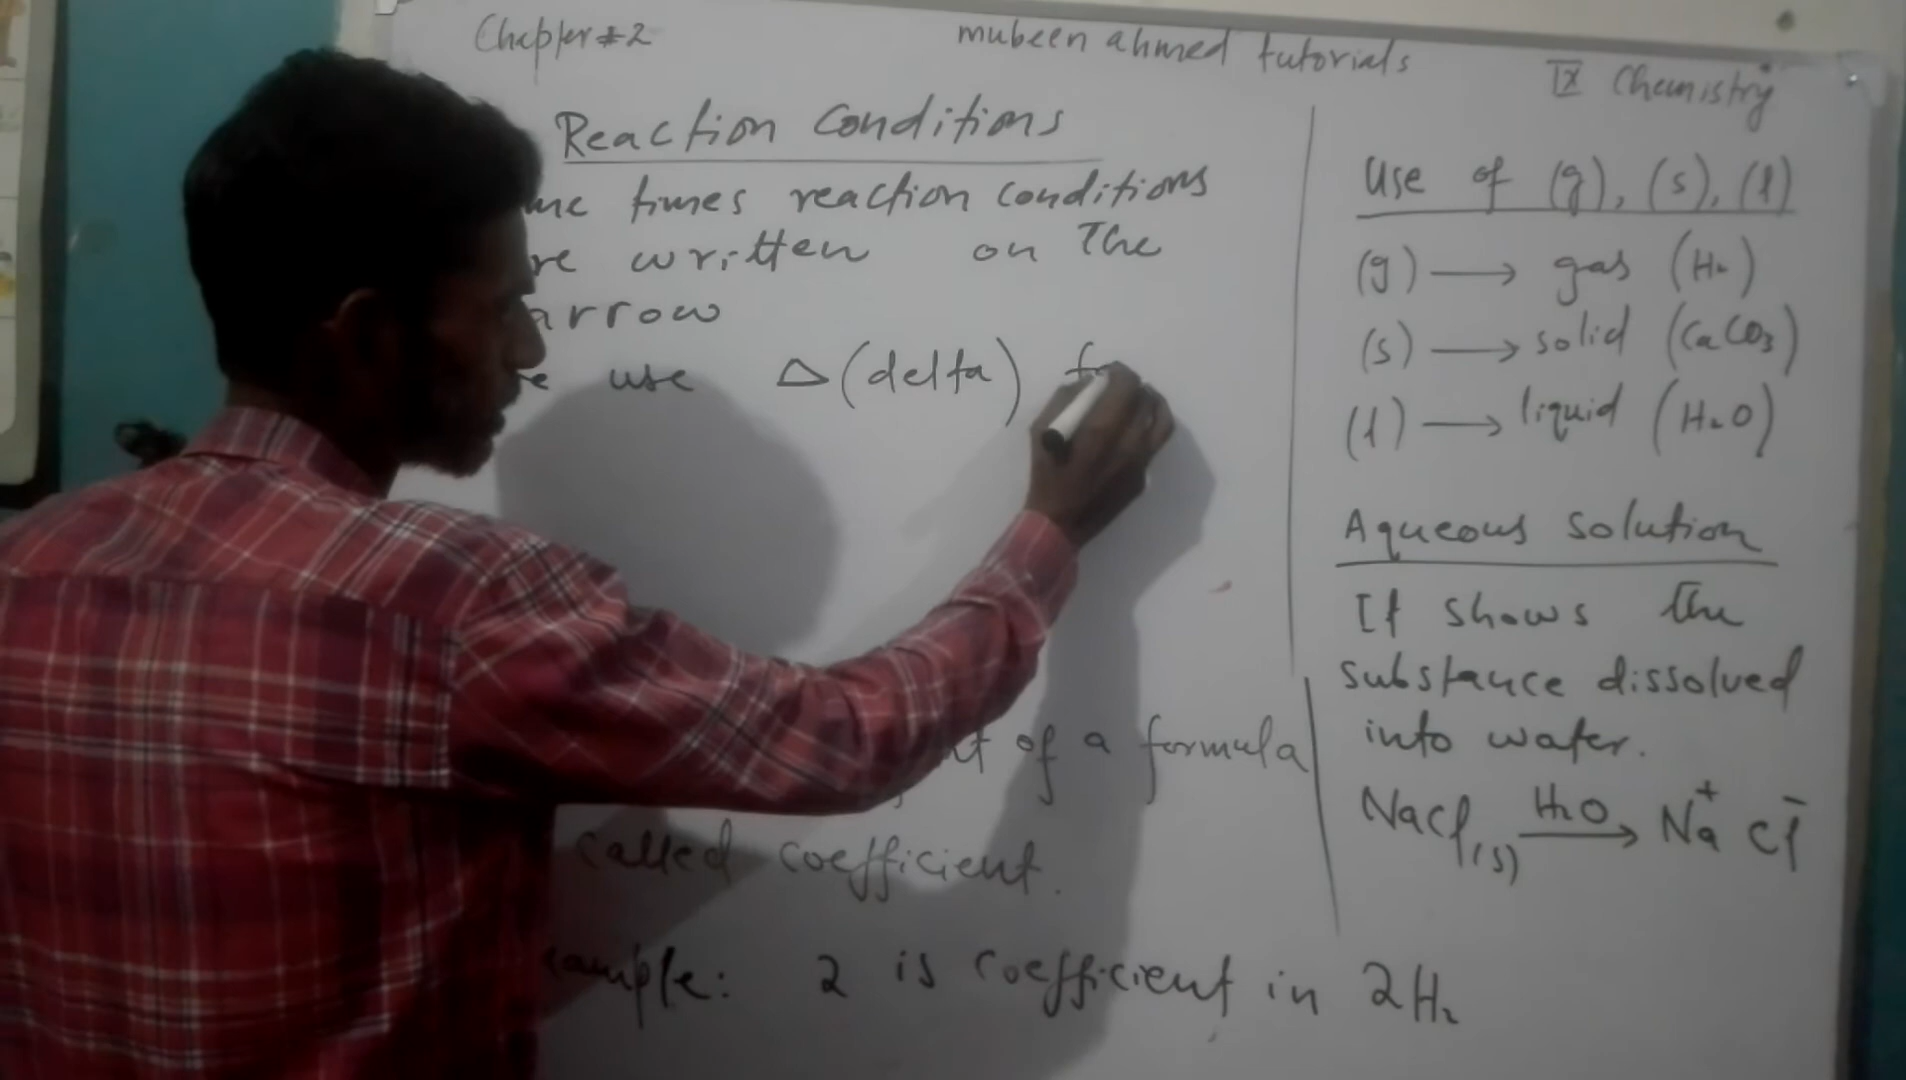 Chapter #2
mubeen ahmed tutorials
IX Chemistry
Reaction Conditions
me times reaction conditions
re written on The
arrow
e use Δ (delta) fo
of a formula
called coefficient.
ample: 2 is coefficient in 2H₂
Use of (g), (s), (l)
(g) → gas (H₂)
(s) → solid (CaCO₃)
(l) → liquid (H₂O)
Aqueous solution
It shows the
substance dissolved
into water.
NaCl(s) H₂O→ Na⁺ Cl⁻